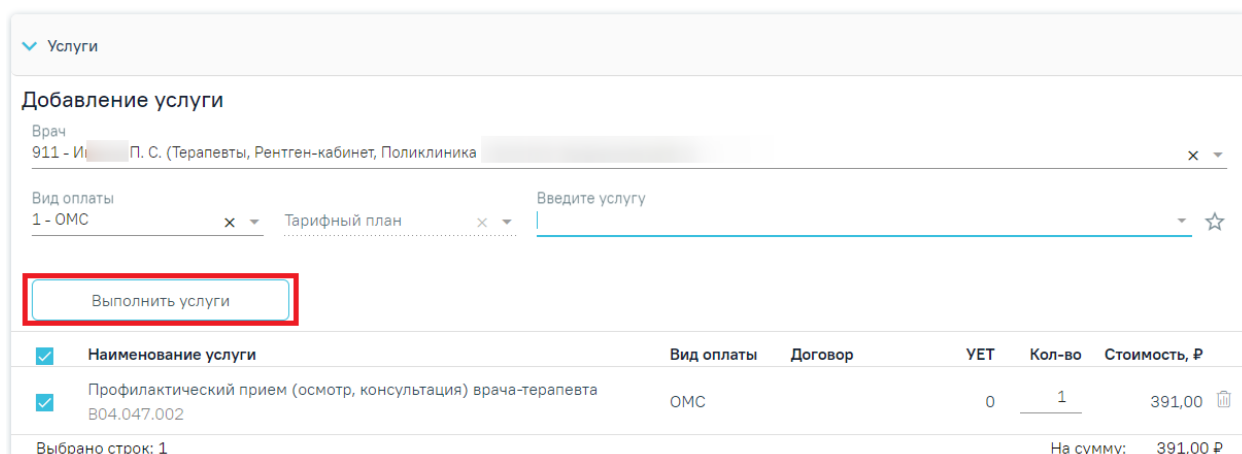 Услуги
Добавление услуги
Врач
911 - И П. С. (Терапевты, Рентген-кабинет, Поликлиника
Вид оплаты
1 - ОМС
Тарифный план
Введите услугу
Выполнить услуги
Наименование услуги Вид оплаты Договор УЕТ Кол-во Стоимость, ₽
Профилактический прием (осмотр, консультация) врача-терапевта
B04.047.002
ОМС 0 1 391,00
Выбрано строк: 1 На сумму: 391,00 ₽